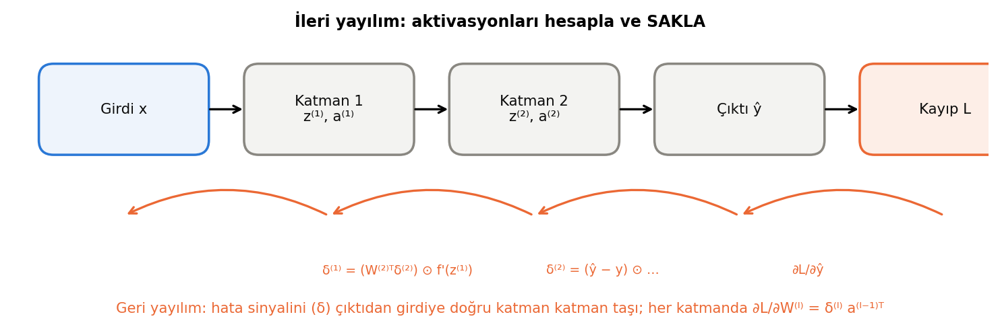 İleri yayılım: aktivasyonları hesapla ve SAKLA
Girdi x
Katman 1
z⁽¹⁾, a⁽¹⁾
Katman 2
z⁽²⁾, a⁽²⁾
Çıktı ŷ
Kayıp L
δ⁽¹⁾ = (W⁽²⁾ᵀδ⁽²⁾) ⊙ f'(z⁽¹⁾)
δ⁽²⁾ = (ŷ − y) ⊙ …
∂L/∂ŷ
Geri yayılım: hata sinyalini (δ) çıktıdan girdiye doğru katman katman taşı; her katmanda ∂L/∂W⁽ˡ⁾ = δ⁽ˡ⁾ a⁽ˡ⁻¹⁾ᵀ